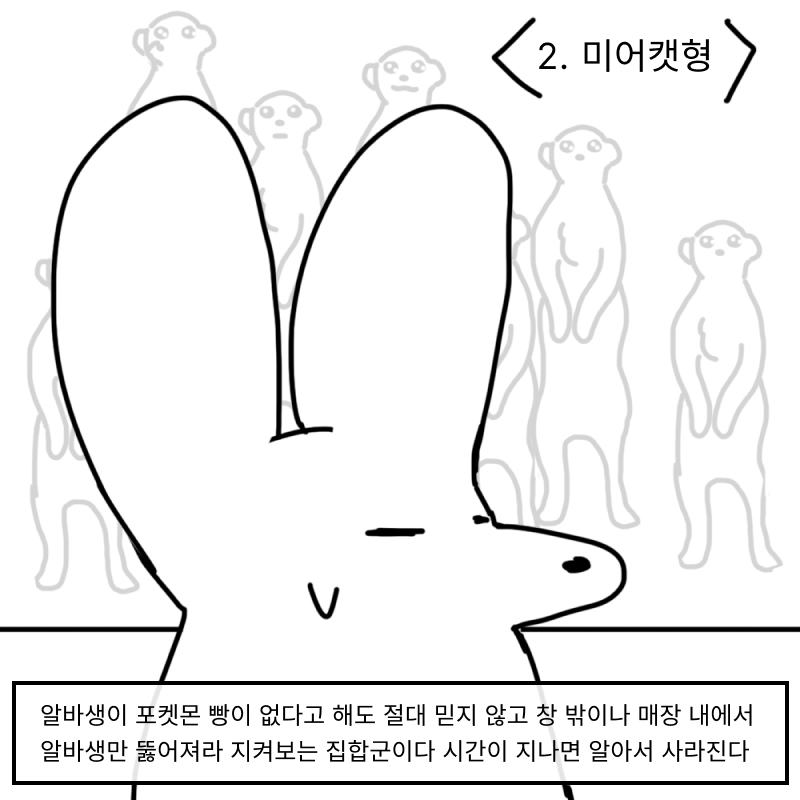 <2. 미어캣형>
알바생이 포켓몬 빵이 없다고 해도 절대 믿지 않고 창 밖이나 매장 내에서
알바생만 뚫어져라 지켜보는 집합군이다 시간이 지나면 알아서 사라진다